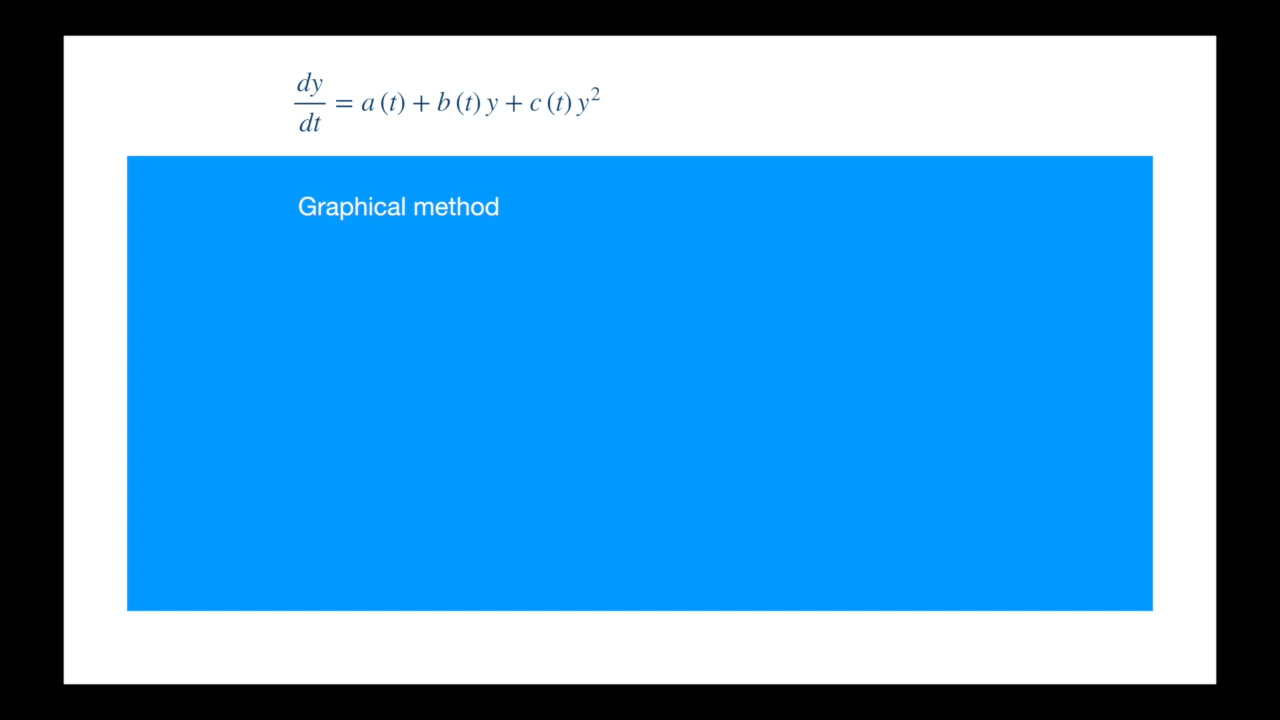 dy/dt = a (t) + b (t) y + c (t) y²
Graphical method